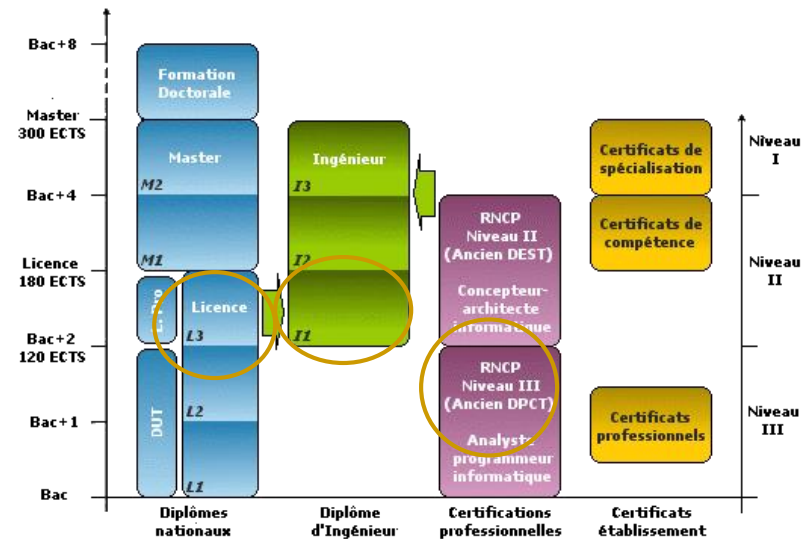 Bac+8
Master
300 ECTS
Bac+4
Licence
180 ECTS
Bac+2
120 ECTS
Bac+1
Bac
Formation
Doctorale
Master
M2
M1
Licence
L3
L2
L1
DUT
Ingénieur
I3
I2
I1
RNCP
Niveau II
(Ancien DEST)
Concepteur-
architecte
informatique
RNCP
Niveau III
(Ancien DPCT)
Analyste
programmeur
informatique
Certificats de
spécialisation
Certificats de
compétence
Certificats
professionnels
Niveau
I
Niveau
II
Niveau
III
Diplômes
nationaux
Diplôme
d'Ingénieur
Certifications
professionnelles
Certificats
établissement